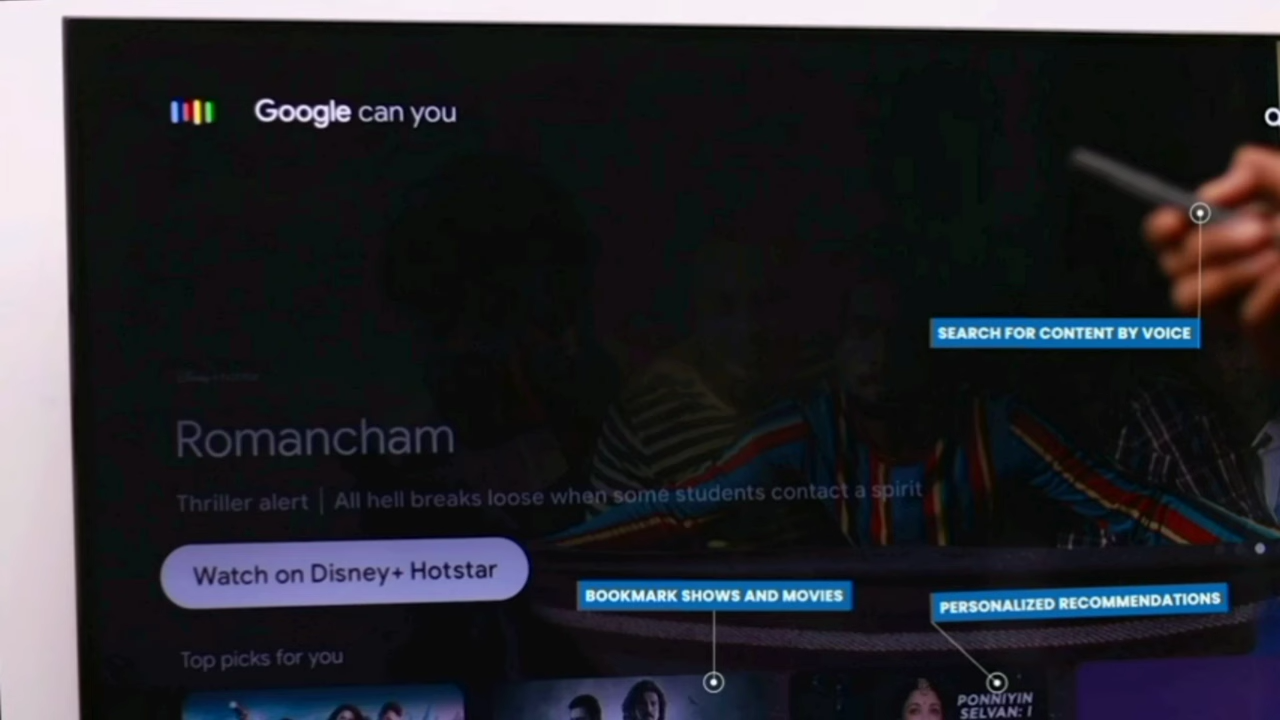 Google can you
SEARCH FOR CONTENT BY VOICE
Romancham
Thriller alert | All hell breaks loose when some students contact a spirit
Watch on Disney+ Hotstar
BOOKMARK SHOWS AND MOVIES
PERSONALIZED RECOMMENDATIONS
Top picks for you
PONNIYIN
SELVAN: I